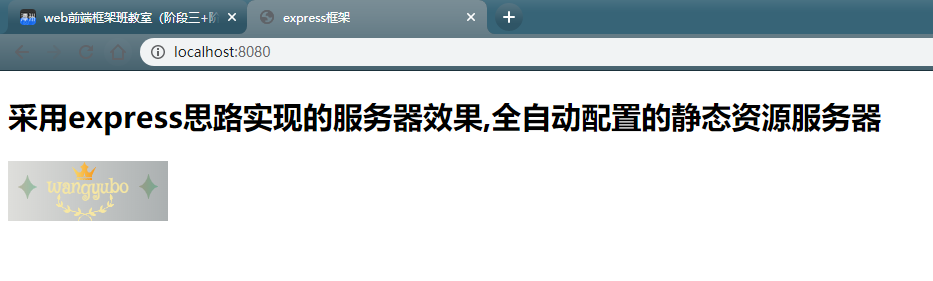 web前端框架班教室（阶段三+阶
express框架
localhost:8080
采用express思路实现的服务器效果,全自动配置的静态资源服务器
wangyubo